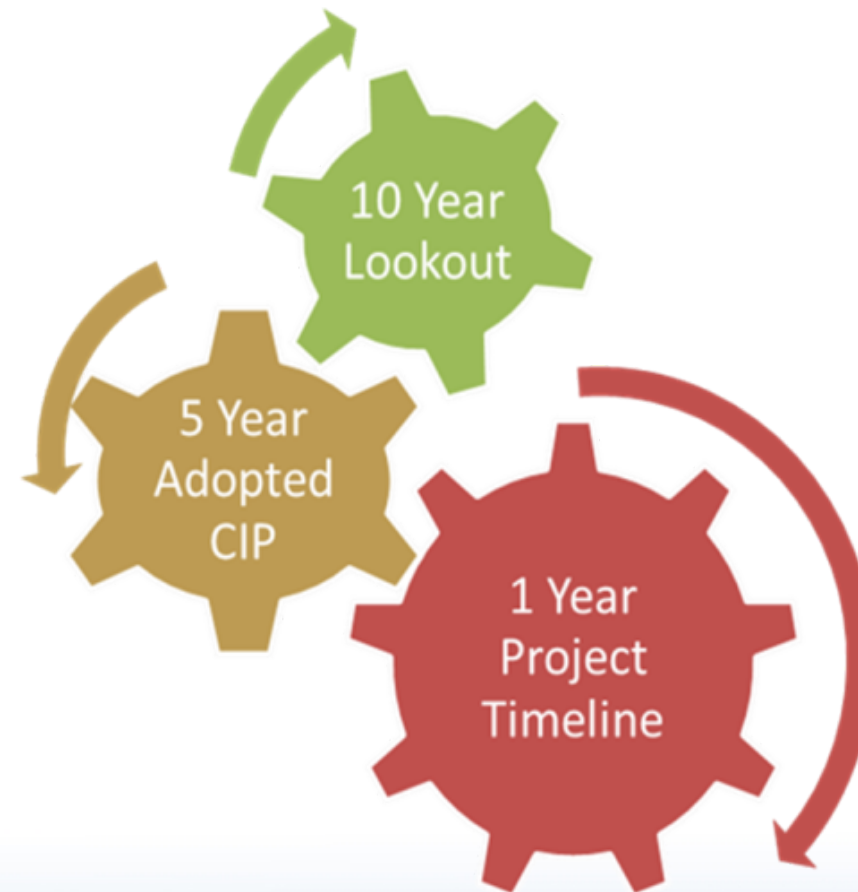 10 Year
Lookout
5 Year
Adopted
CIP
1 Year
Project
Timeline